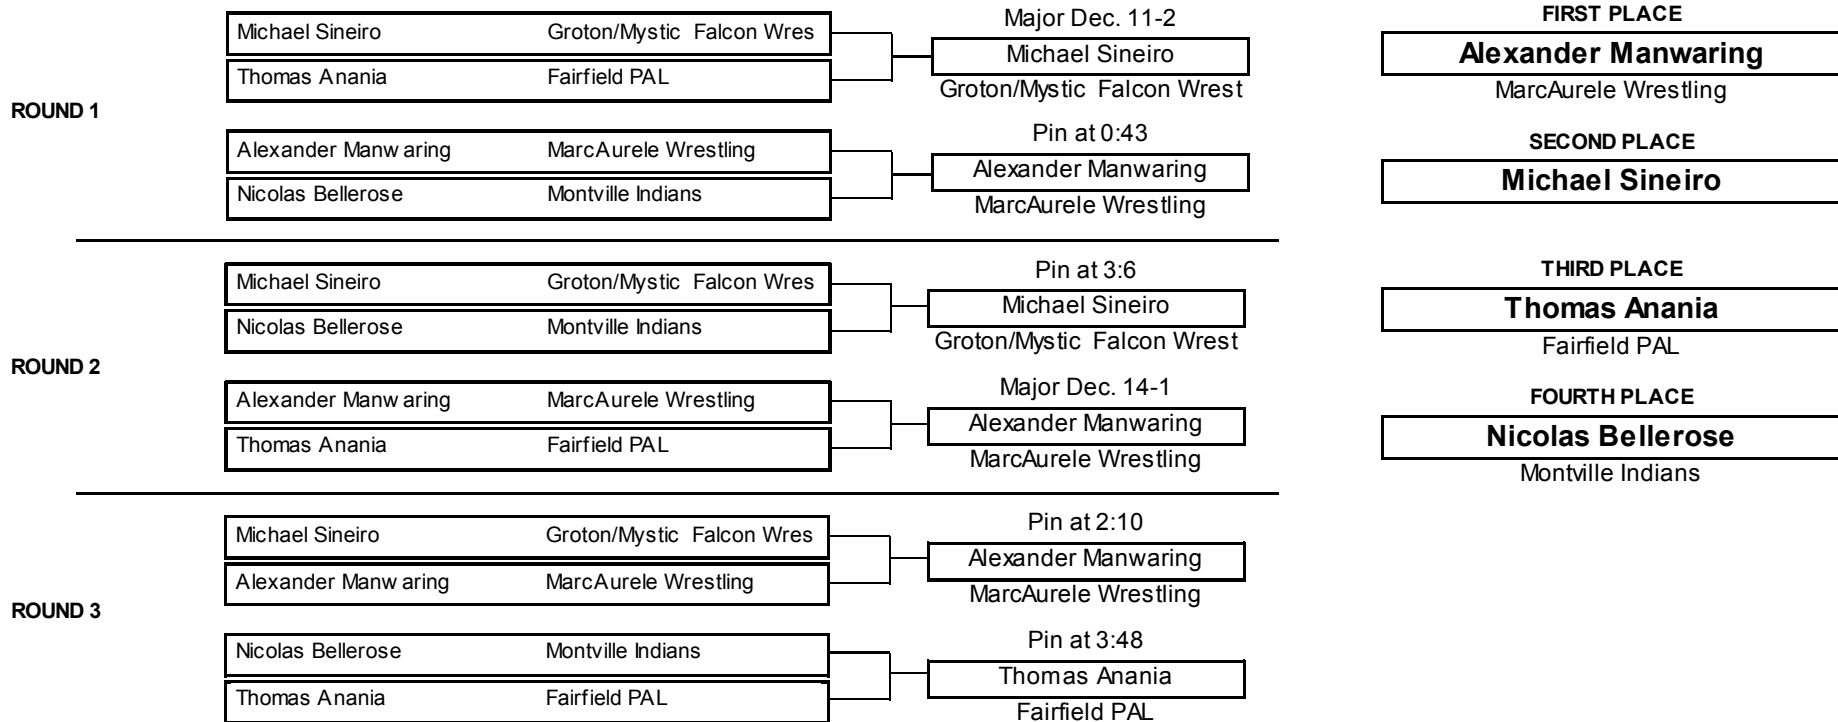 Major Dec. 11-2
FIRST PLACE
Michael Sineiro Groton/Mystic Falcon Wres
Michael Sineiro
Alexander Manwaring
Thomas Anania Fairfield PAL
Groton/Mystic Falcon Wrest
MarcAurele Wrestling
ROUND 1
Pin at 0:43
SECOND PLACE
Alexander Manw aring MarcAurele Wrestling
Alexander Manwaring
Michael Sineiro
Nicolas Bellerose Montville Indians
MarcAurele Wrestling
Pin at 3:6
THIRD PLACE
Michael Sineiro Groton/Mystic Falcon Wres
Michael Sineiro
Thomas Anania
Nicolas Bellerose Montville Indians
Groton/Mystic Falcon Wrest
Fairfield PAL
ROUND 2
Major Dec. 14-1
FOURTH PLACE
Alexander Manw aring MarcAurele Wrestling
Alexander Manwaring
Nicolas Bellerose
Thomas Anania Fairfield PAL
MarcAurele Wrestling
Montville Indians
Pin at 2:10
Michael Sineiro Groton/Mystic Falcon Wres
Alexander Manwaring
Alexander Manw aring MarcAurele Wrestling
MarcAurele Wrestling
ROUND 3
Pin at 3:48
Nicolas Bellerose Montville Indians
Thomas Anania
Thomas Anania Fairfield PAL
Fairfield PAL